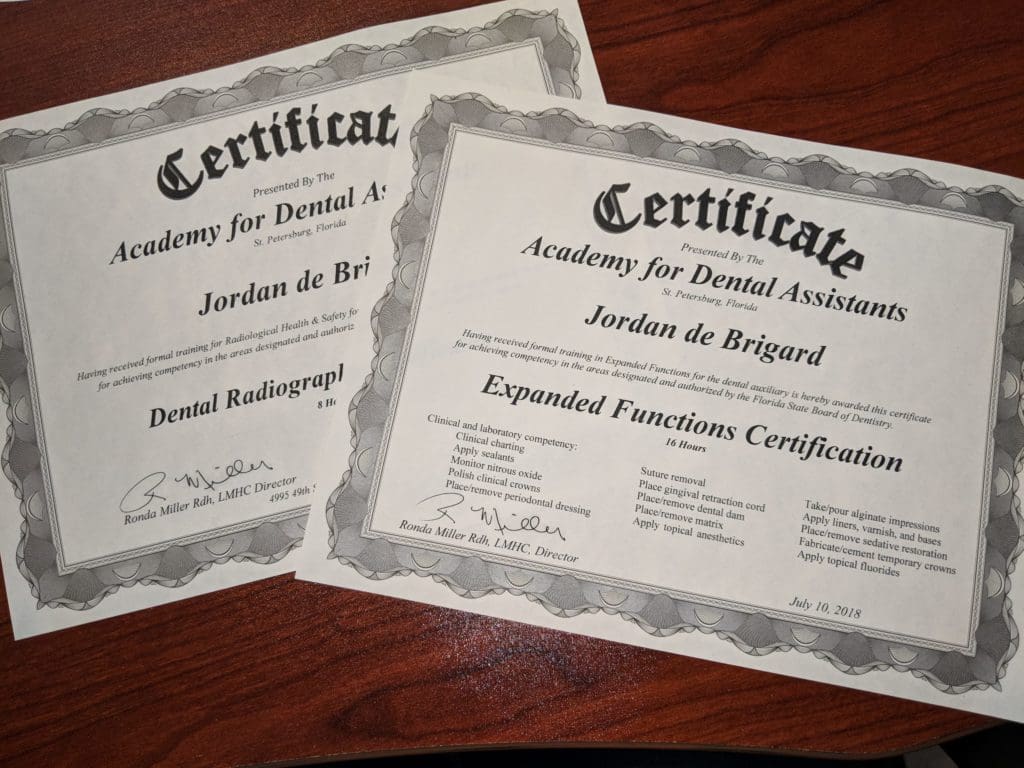 Certificat
Presented By The
Academy for Dental As
St. Petersburg, Florida
Jordan de Bri
Having received formal training for Radiological Health & Safety for
for achieving competency in the areas designated and authoriz
Dental Radiograph
8 Ho
R Miller
Ronda Miller Rdh, LMHC Director
4995 49th S
Certificate
Presented By The
Academy for Dental Assistants
St. Petersburg, Florida
Jordan de Brigard
Having received formal training in Expanded Functions for the dental auxiliary is hereby awarded this certificate
for achieving competency in the areas designated and authorized by the Florida State Board of Dentistry.
Expanded Functions Certification
16 Hours
Clinical and laboratory competency:
Clinical charting
Apply sealants
Monitor nitrous oxide
Polish clinical crowns
Place/remove periodontal dressing
Suture removal
Place gingival retraction cord
Place/remove dental dam
Place/remove matrix
Apply topical anesthetics
Take/pour alginate impressions
Apply liners, varnish, and bases
Place/remove sedative restoration
Fabricate/cement temporary crowns
Apply topical fluorides
R Miller
Ronda Miller Rdh, LMHC, Director
July 10, 2018